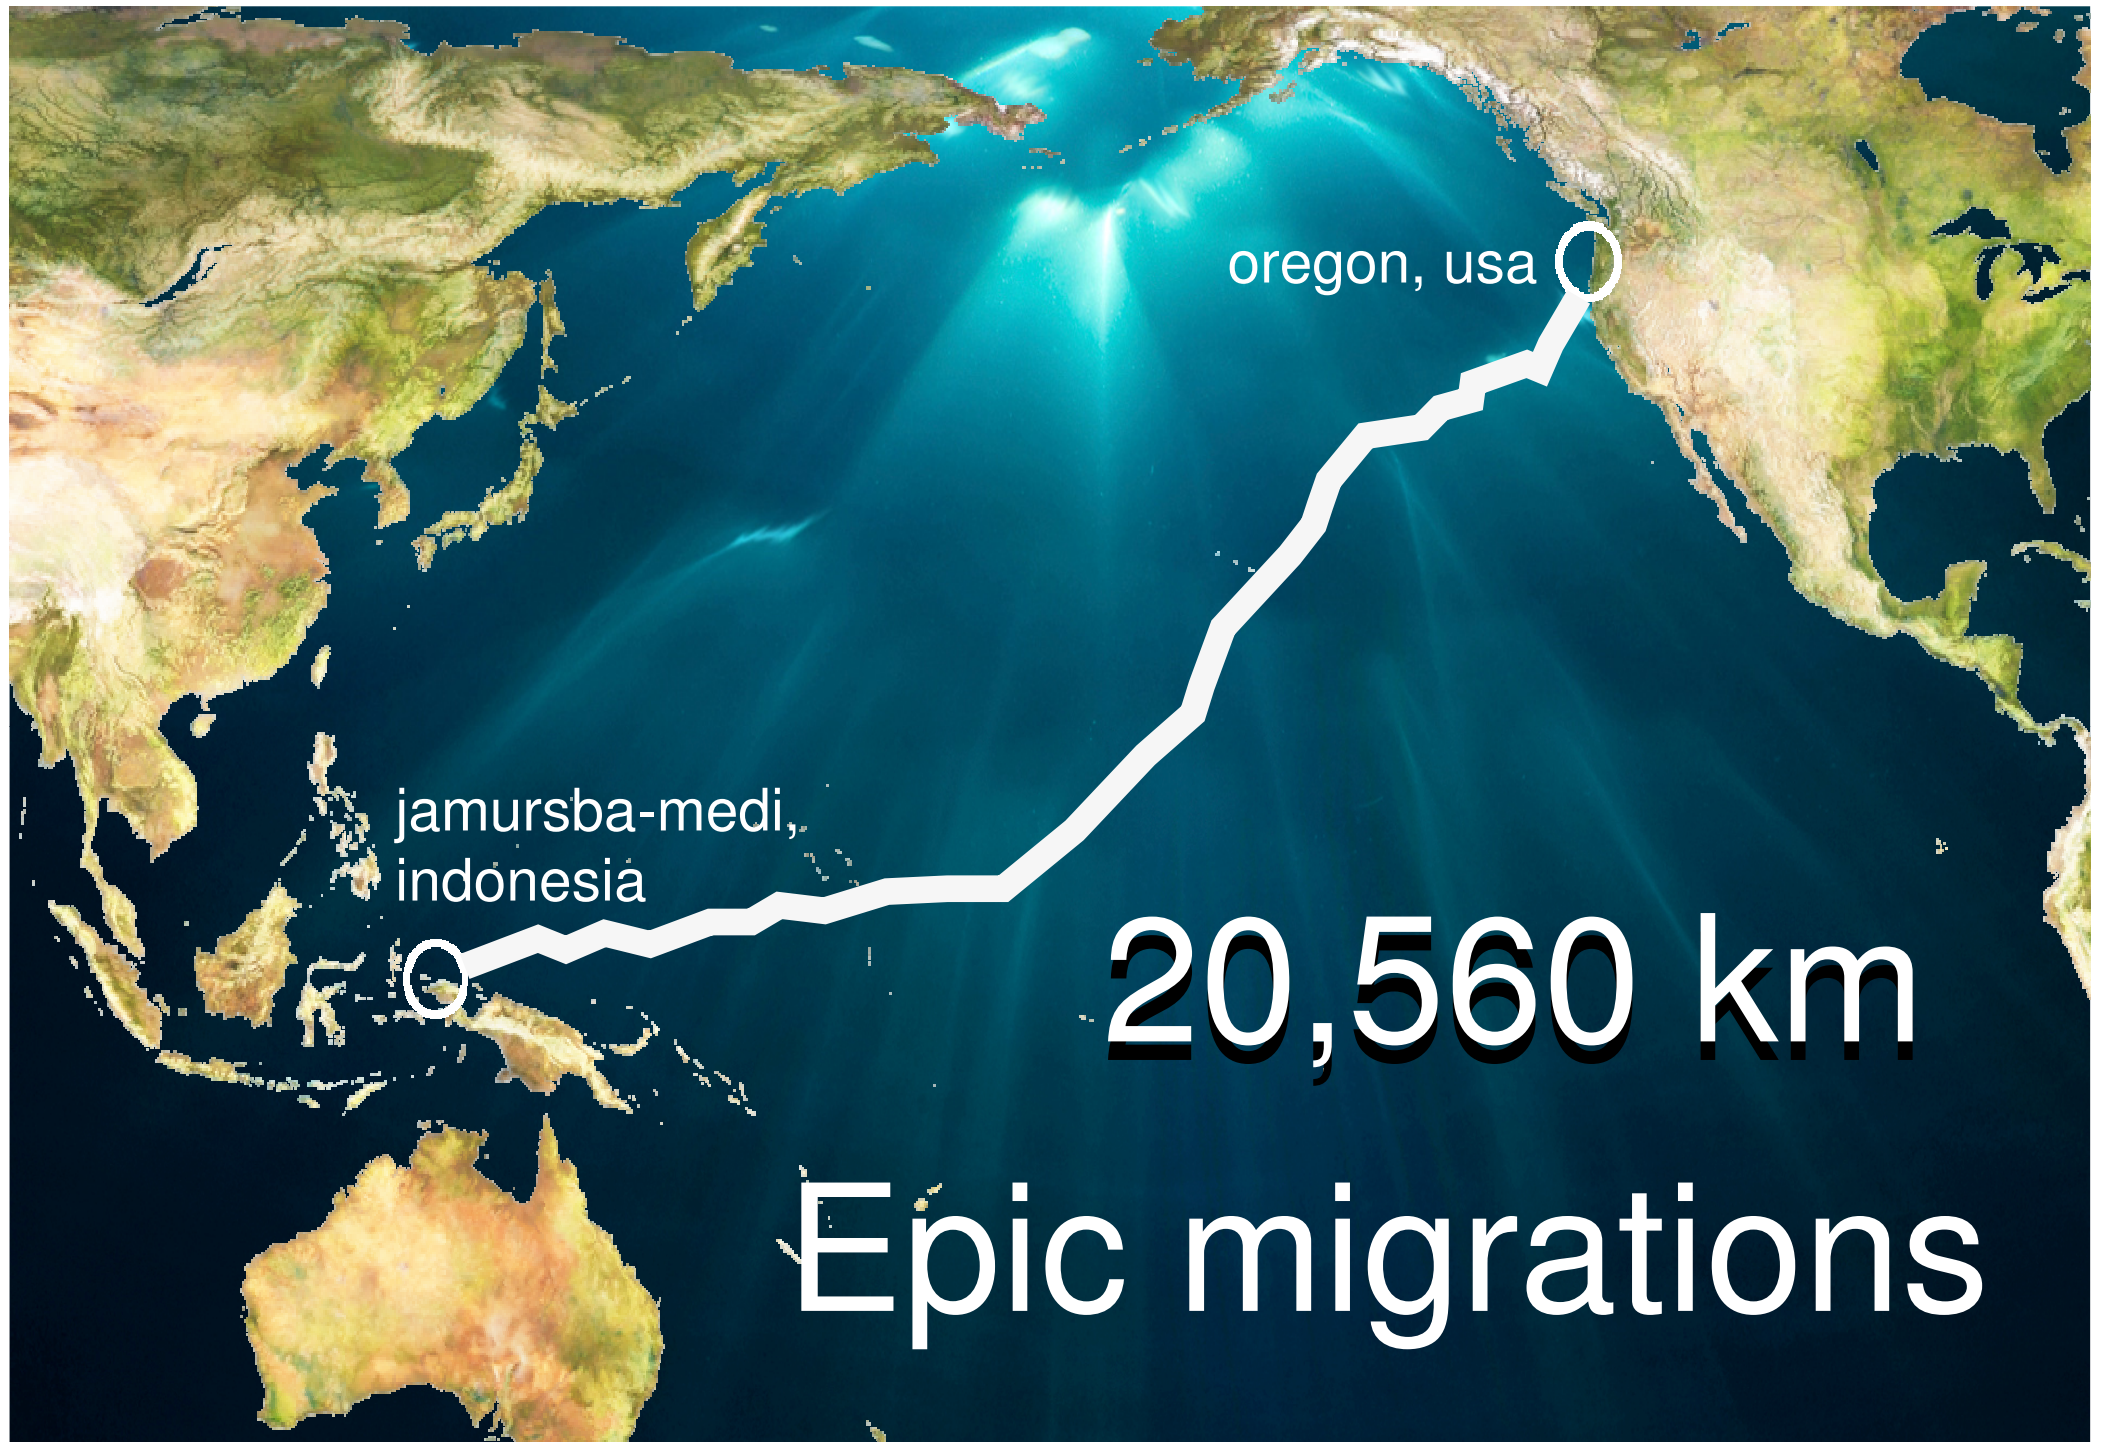 oregon, usa
jamursba-medi,
indonesia
20,560 km
Epic migrations